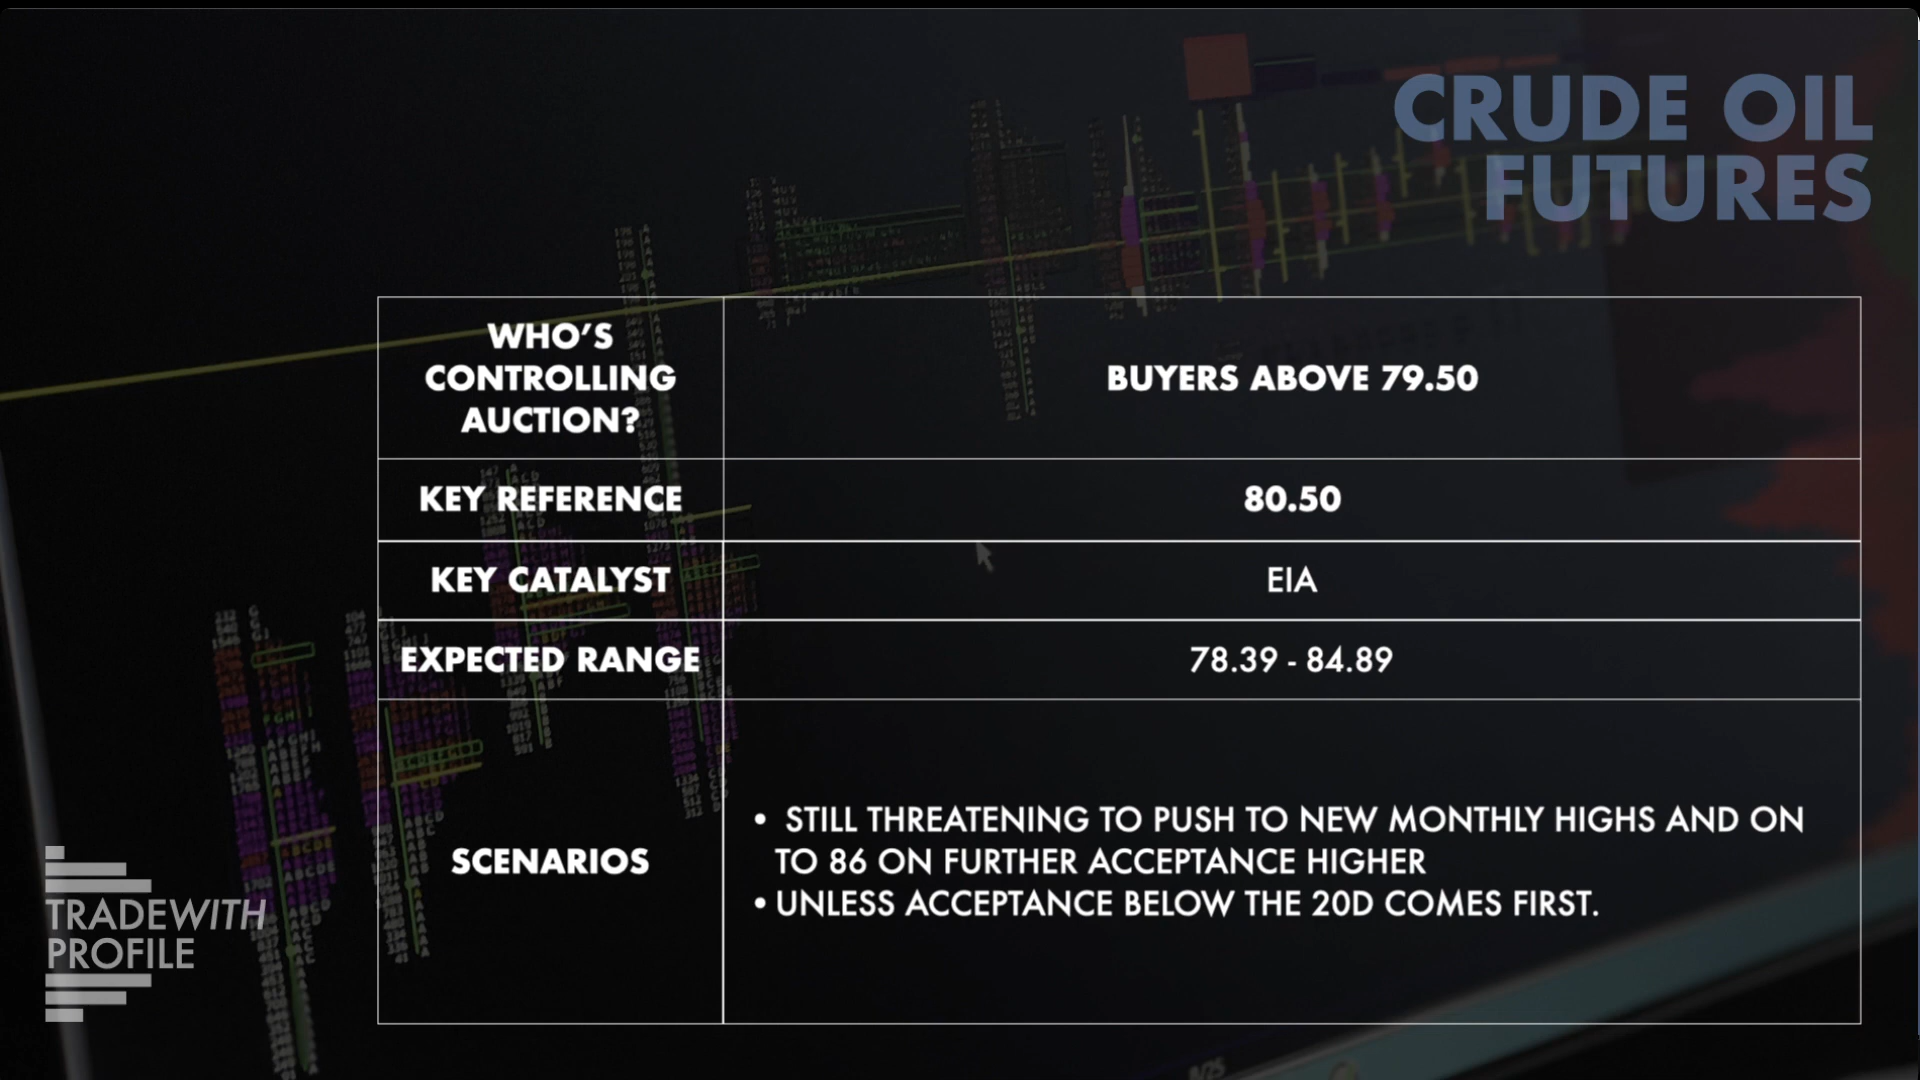 CRUDE OIL
FUTURES
WHO'S
CONTROLLING
AUCTION?
BUYERS ABOVE 79.50
KEY REFERENCE
80.50
KEY CATALYST
EIA
EXPECTED RANGE
78.39 - 84.89
SCENARIOS
• STILL THREATENING TO PUSH TO NEW MONTHLY HIGHS AND ON
TO 86 ON FURTHER ACCEPTANCE HIGHER
• UNLESS ACCEPTANCE BELOW THE 20D COMES FIRST.
TRADEWITH
PROFILE